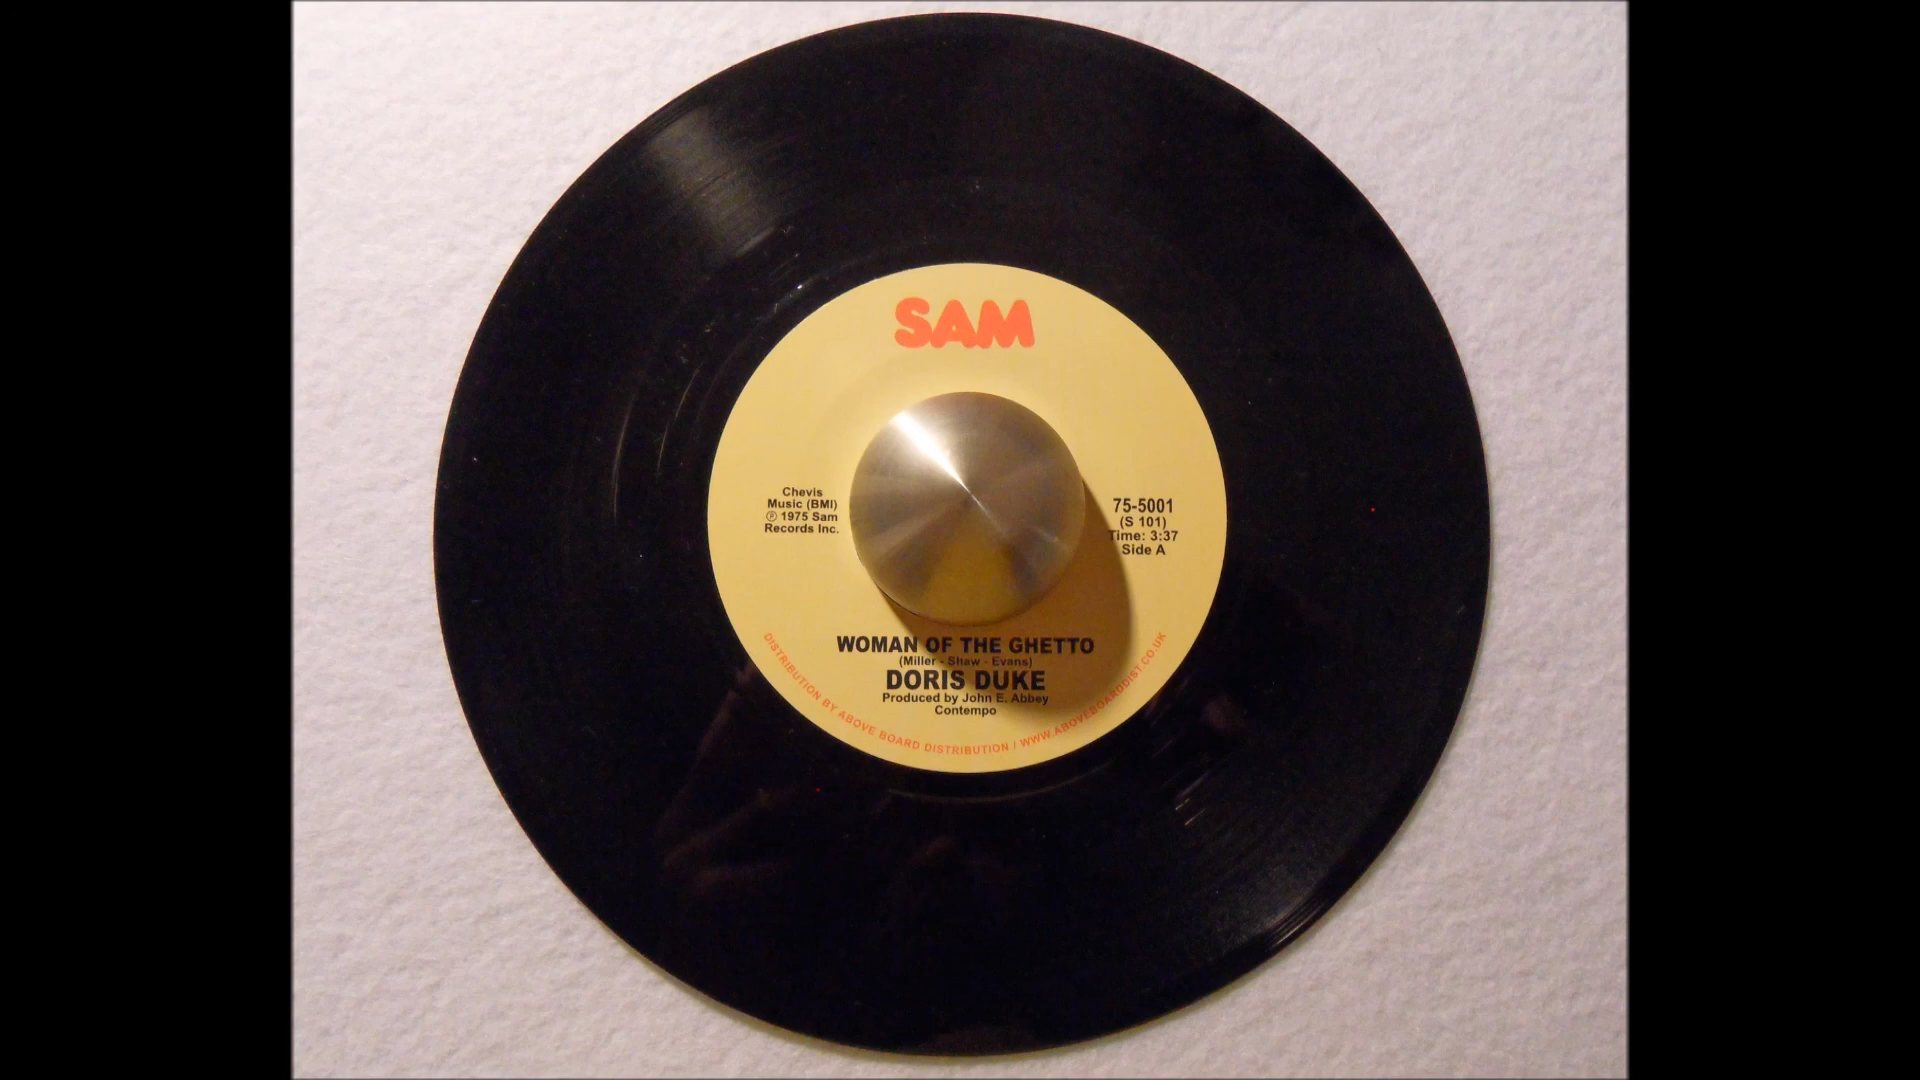 SAM
Chevis
Music (BMI)
℗ 1975 Sam
Records Inc.
75-5001
(S 101)
Time: 3:37
Side A
WOMAN OF THE GHETTO
(Miller - Shaw - Evans)
DORIS DUKE
Produced by John E. Abbey
Contempo
DISTRIBUTION BY ABOVE BOARD DISTRIBUTION / WWW.ABOVEBOARDDIST.CO.UK